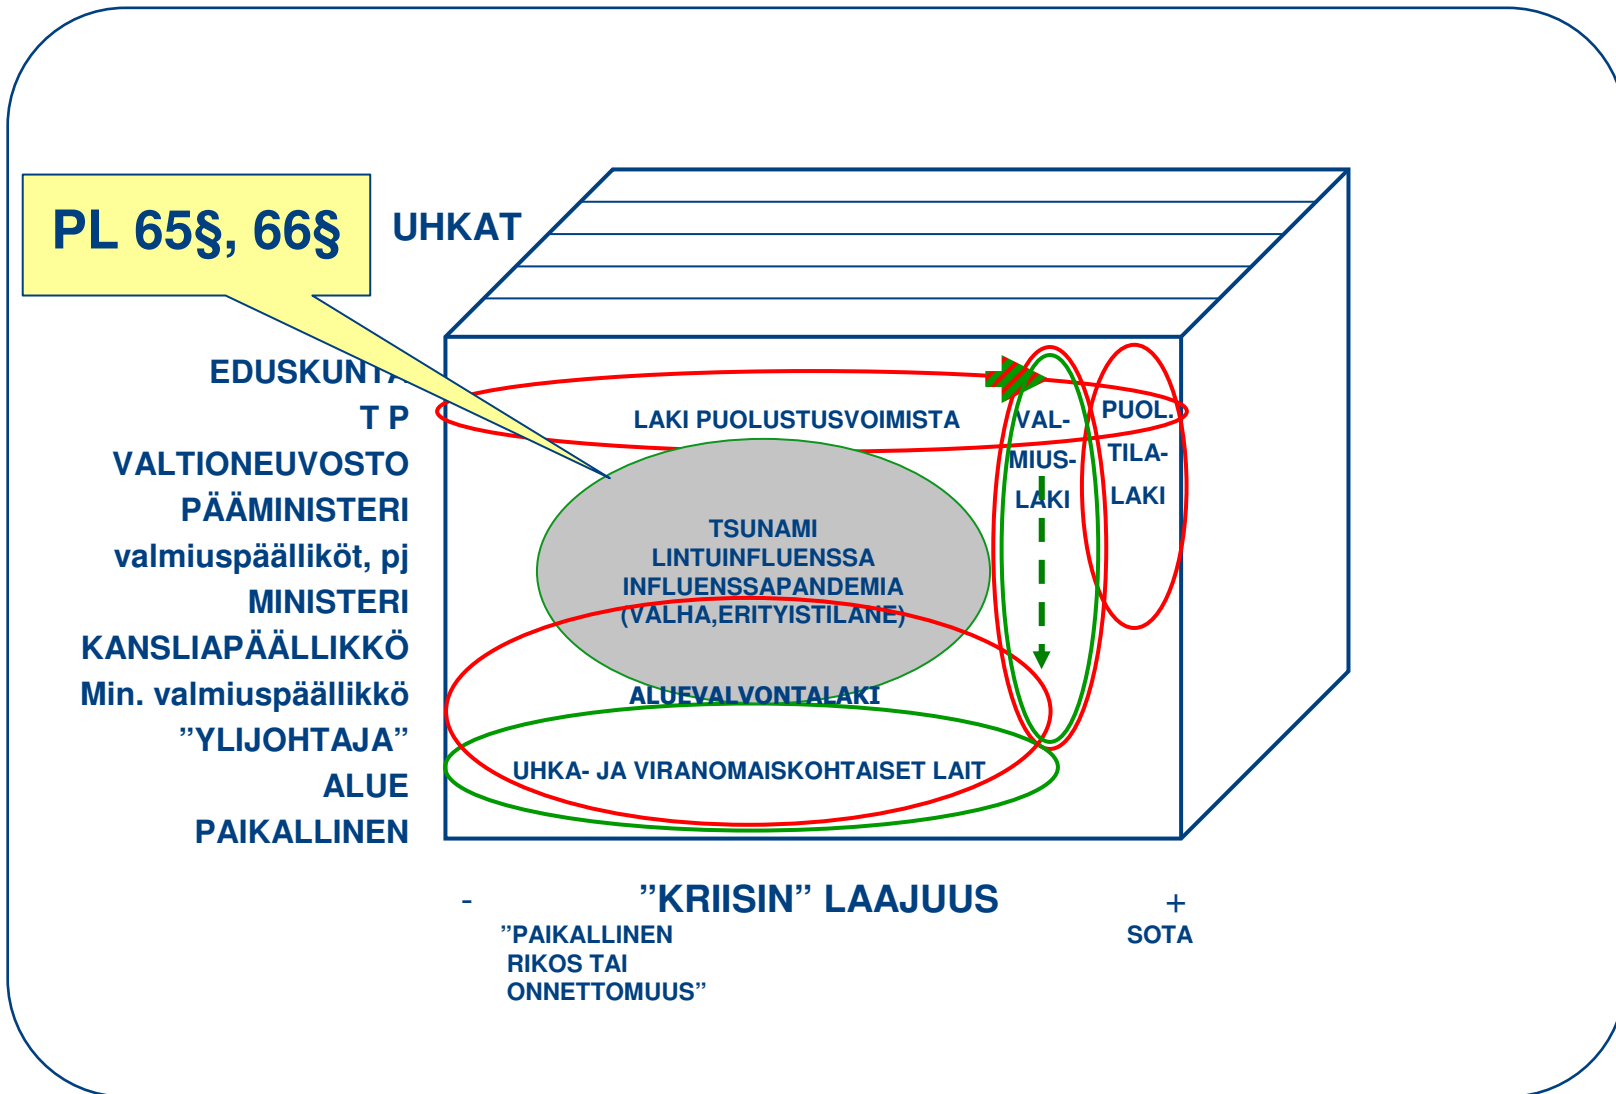 PL 65§, 66§
UHKAT
EDUSKUNTA
T P
VALTIONEUVOSTO
PÄÄMINISTERI
valmiuspäälliköt, pj
MINISTERI
KANSLIAPÄÄLLIKKÖ
Min. valmiuspäällikkö
”YLIJOHTAJA”
ALUE
PAIKALLINEN
LAKI PUOLUSTUSVOIMISTA
VAL-
MIUS-
LAKI
PUOL.
TILA-
LAKI
TSUNAMI
LINTUINFLUENSSA
INFLUENSSAPANDEMIA
(VALHA,ERITYISTILANE)
ALUEVALVONTALAKI
UHKA- JA VIRANOMAISKOHTAISET LAIT
- ”KRIISIN” LAAJUUS +
”PAIKALLINEN
RIKOS TAI
ONNETTOMUUS”
SOTA